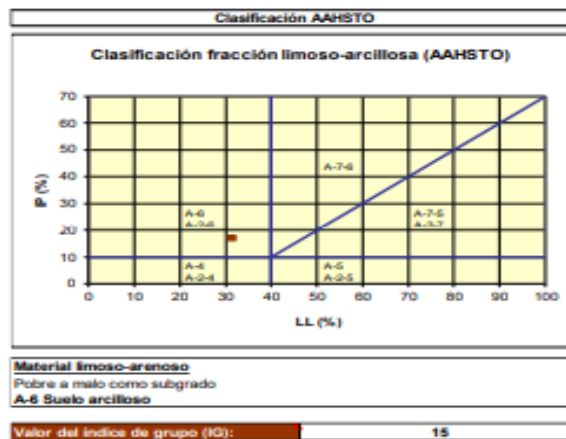 Clasificación AAHSTO
Clasificación fracción limoso-arcillosa (AAHSTO)
70
60
50
40
30
20
10
0
IP (%)
A-7-6
A-6
A-2-6
A-7-5
A-2-7
A-4
A-2-4
A-5
A-2-5
0 10 20 30 40 50 60 70 80 90 100
LL (%)
Material limoso-arenoso
Pobre a malo como subgrado
A-6 Suelo arcilloso
Valor del indice de grupo (IG): 15